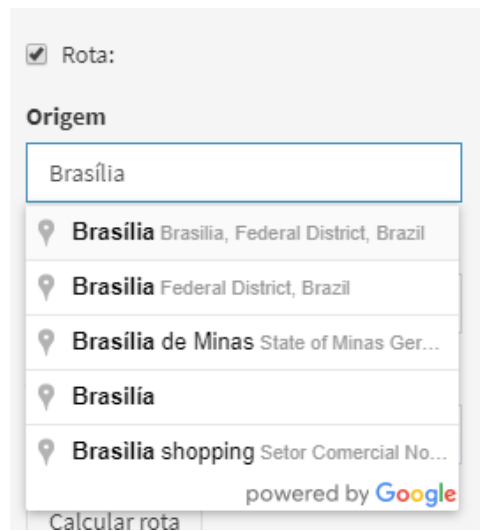 Rota:
Origem
Brasília
Brasília Brasilia, Federal District, Brazil
Brasilia Federal District, Brazil
Brasília de Minas State of Minas Ger...
Brasilía
Brasìlia shopping Setor Comercial No...
powered by Google
Calcular rota